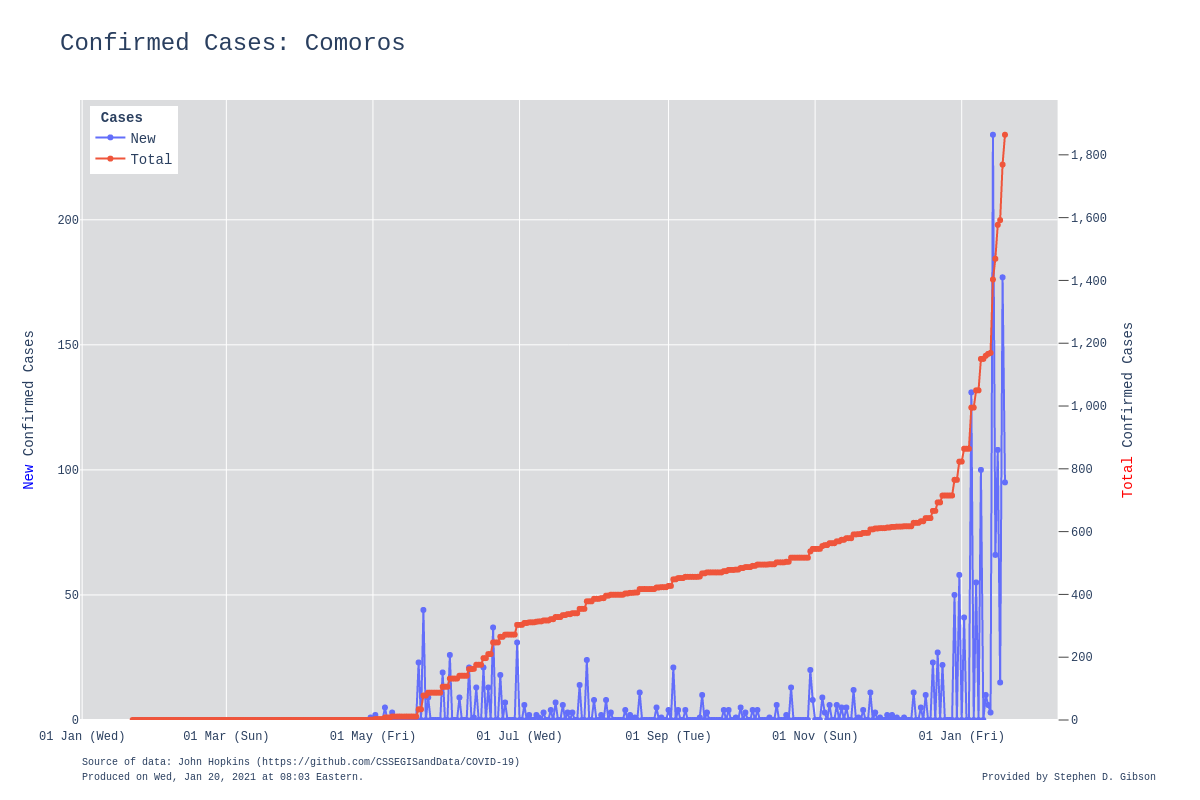 Confirmed Cases: Comoros
Cases
New
Total
200
150
100
50
0
1,800
1,600
1,400
1,200
1,000
800
600
400
200
0
New Confirmed Cases
Total Confirmed Cases
01 Jan (Wed) 01 Mar (Sun) 01 May (Fri) 01 Jul (Wed) 01 Sep (Tue) 01 Nov (Sun) 01 Jan (Fri)
Source of data: John Hopkins (https://github.com/CSSEGISandData/COVID-19)
Produced on Wed, Jan 20, 2021 at 08:03 Eastern.
Provided by Stephen D. Gibson